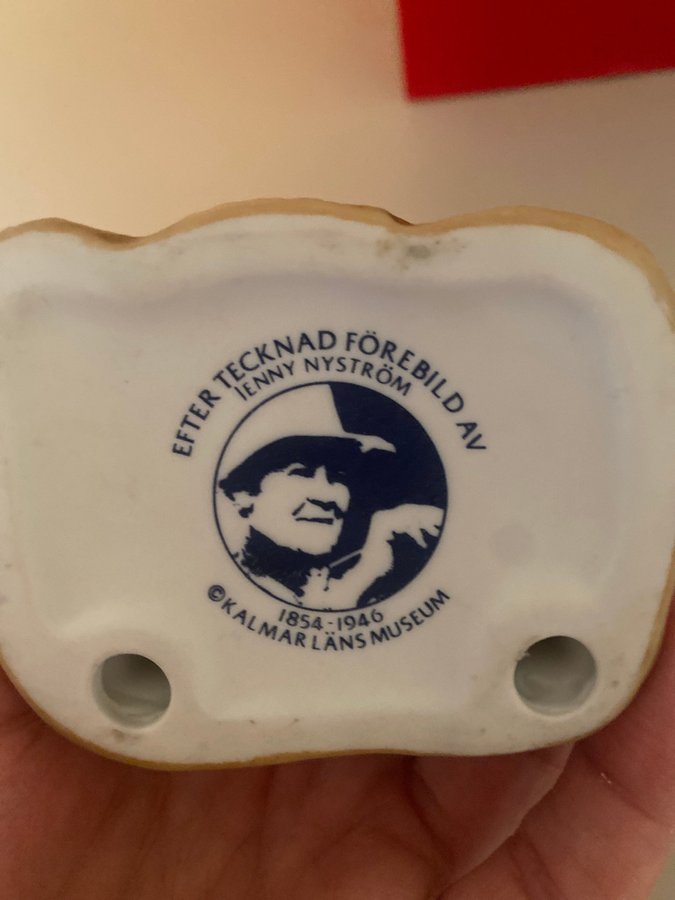 EFTER TECKNAD FÖREBILD AV
JENNY NYSTRÖM
1854-1946
©KALMAR LÄNS MUSEUM